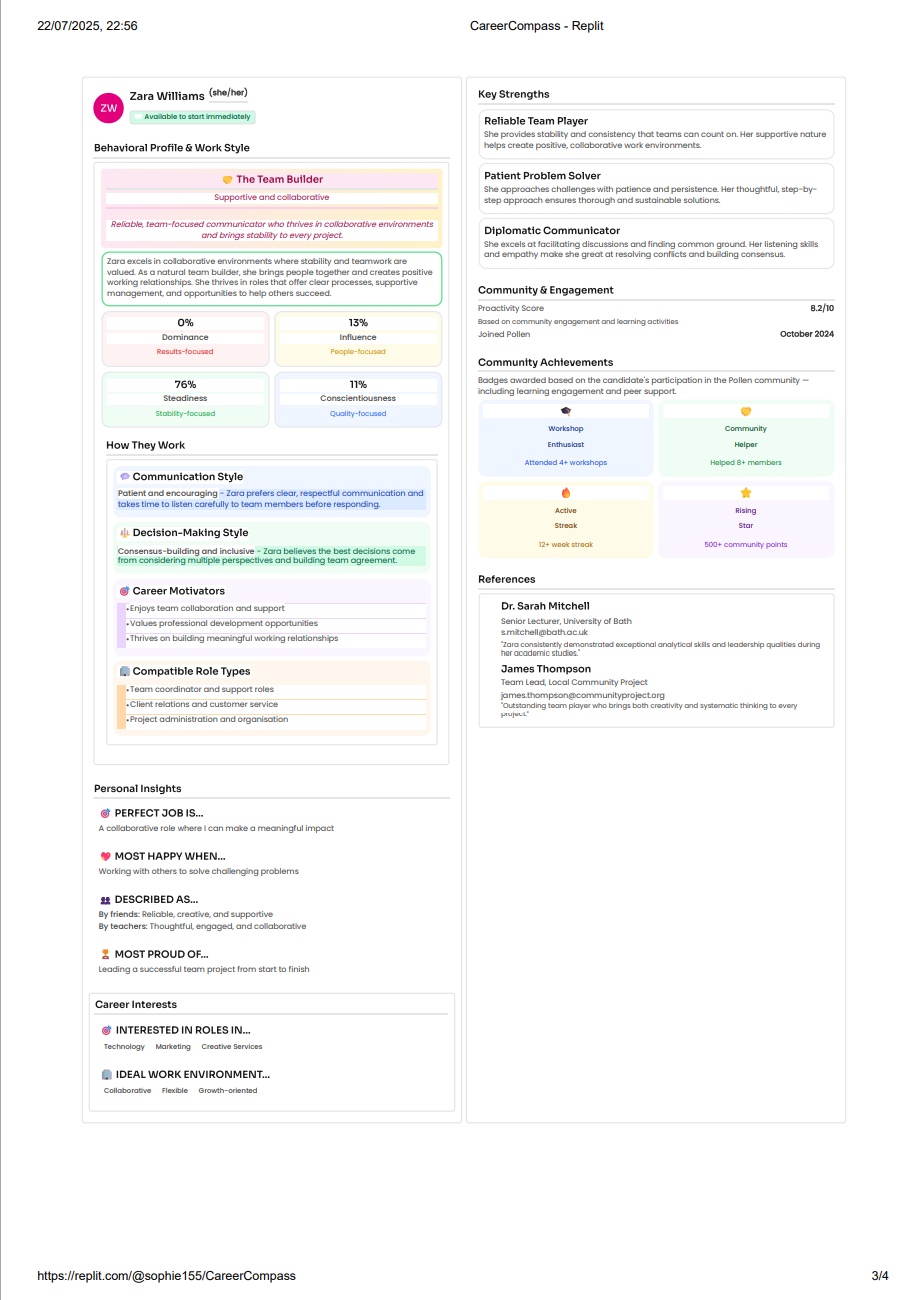 22/07/2025, 22:56
CareerCompass - Replit
ZW
Zara Williams (she/her)
Available to start immediately
Behavioral Profile & Work Style
The Team Builder
Supportive and collaborative
Reliable, team-focused communicator who thrives in collaborative environments
and brings stability to every project.
Zara excels in collaborative environments where stability and teamwork are
valued. As a natural team builder, she brings people together and creates positive
working relationships. She thrives in roles that offer clear processes, supportive
management, and opportunities to help others succeed.
0%
Dominance
Results-focused
13%
Influence
People-focused
76%
Steadiness
Stability-focused
11%
Conscientiousness
Quality-focused
How They Work
Communication Style
Patient and encouraging - Zara prefers clear, respectful communication and
takes time to listen carefully to team members before responding.
Decision-Making Style
Consensus-building and inclusive - Zara believes the best decisions come
from considering multiple perspectives and building team agreement.
Career Motivators
•Enjoys team collaboration and support
•Values professional development opportunities
•Thrives on building meaningful working relationships
Compatible Role Types
•Team coordinator and support roles
•Client relations and customer service
•Project administration and organisation
Personal Insights
PERFECT JOB IS...
A collaborative role where I can make a meaningful impact
MOST HAPPY WHEN...
Working with others to solve challenging problems
DESCRIBED AS...
By friends: Reliable, creative, and supportive
By teachers: Thoughtful, engaged, and collaborative
MOST PROUD OF...
Leading a successful team project from start to finish
Career Interests
INTERESTED IN ROLES IN...
Technology Marketing Creative Services
IDEAL WORK ENVIRONMENT...
Collaborative Flexible Growth-oriented
Key Strengths
Reliable Team Player
She provides stability and consistency that teams can count on. Her supportive nature
helps create positive, collaborative work environments.
Patient Problem Solver
She approaches challenges with patience and persistence. Her thoughtful, step-by-
step approach ensures thorough and sustainable solutions.
Diplomatic Communicator
She excels at facilitating discussions and finding common ground. Her listening skills
and empathy make she great at resolving conflicts and building consensus.
Community & Engagement
Proactivity Score 8.2/10
Based on community engagement and learning activities
Joined Pollen October 2024
Community Achievements
Badges awarded based on the candidate's participation in the Pollen community —
including learning engagement and peer support.
Workshop
Enthusiast
Attended 4+ workshops
Community
Helper
Helped 8+ members
Active
Streak
12+ week streak
Rising
Star
500+ community points
References
Dr. Sarah Mitchell
Senior Lecturer, University of Bath
s.mitchell@bath.ac.uk
"Zara consistently demonstrated exceptional analytical skills and leadership qualities during
her academic studies."
James Thompson
Team Lead, Local Community Project
james.thompson@communityproject.org
"Outstanding team player who brings both creativity and systematic thinking to every
project."
https://replit.com/@sophie155/CareerCompass
3/4